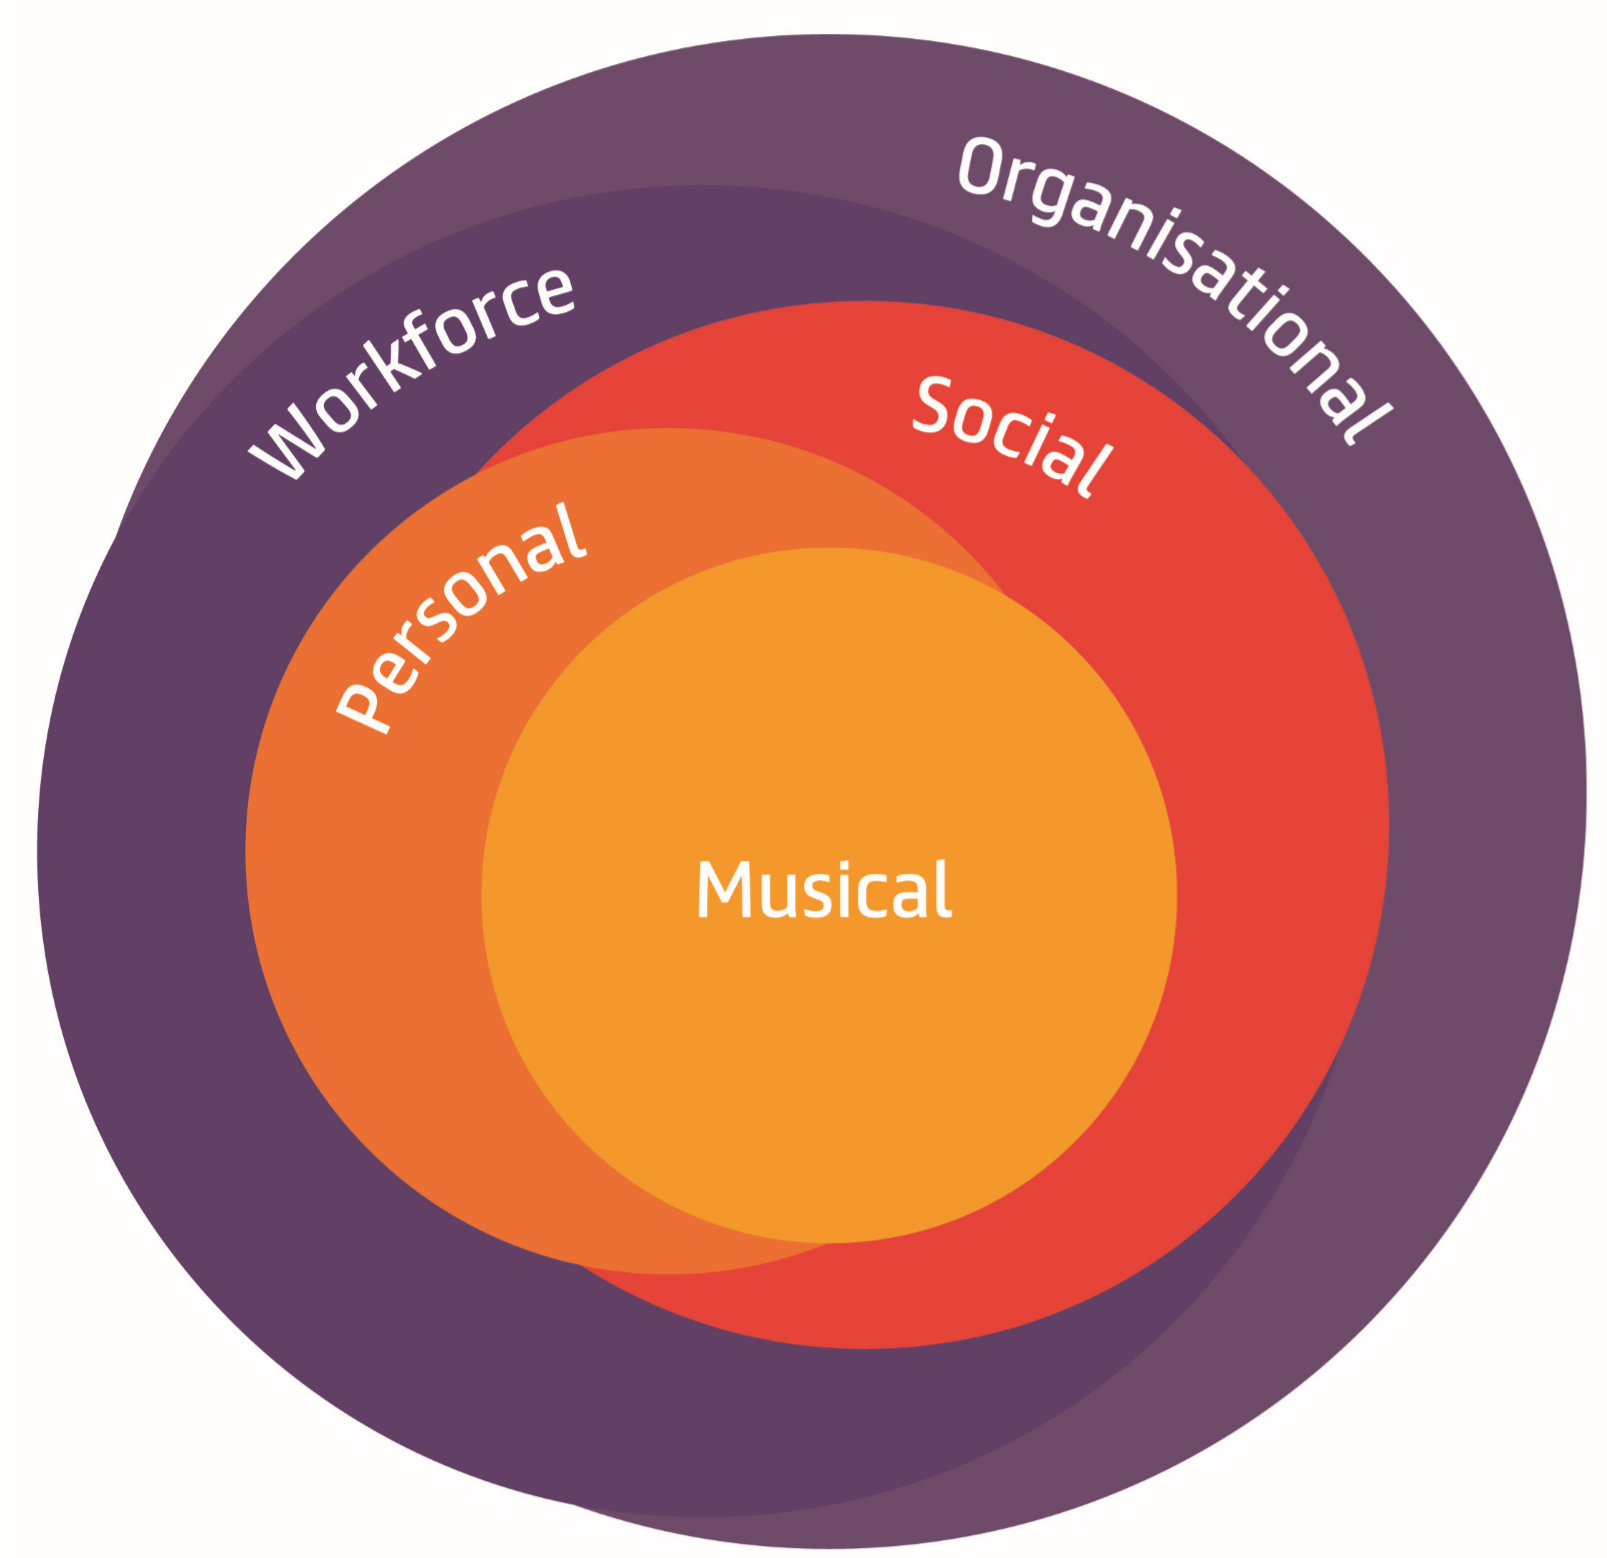 Organisational
Workforce
Social
Personal
Musical